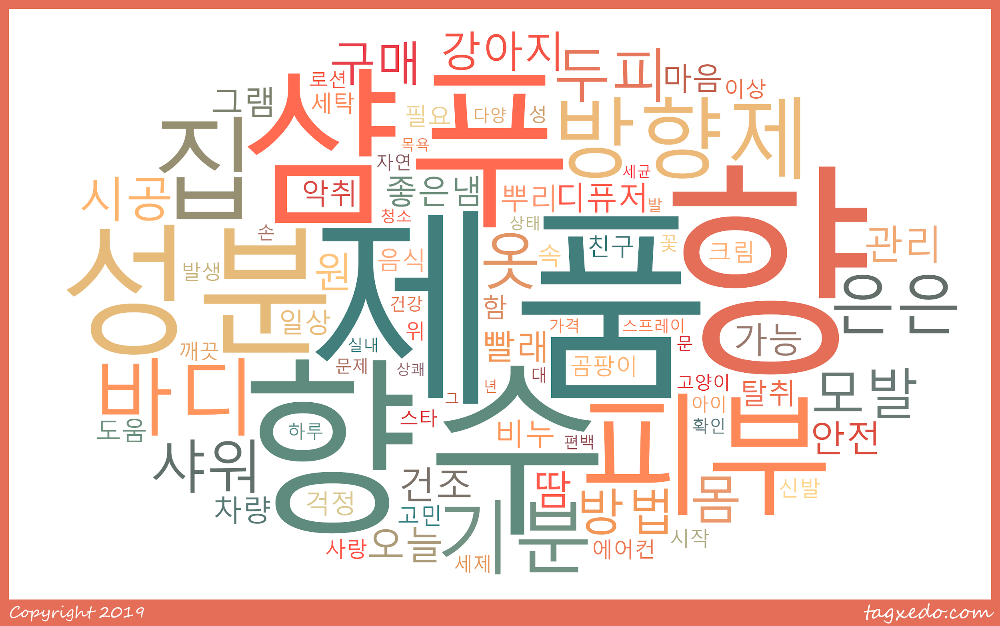 강아지
구매
두피
마음
로션
이상
그램
샴푸
세탁
필요
다양
성
방향제
집
목욕
자연
세균
향
시공
악취
좋은냄
뿌리
디퓨저
발
청소
상태
손
제품
옷
속
친구
꽃
크림
관리
성분
발생
원
음식
은은
건강
함
일상
위
가격
스프레이
가능
실내
빨래
문
깨끗
문제
상쾌
대
곰팡이
바디
향수
년
고양이
탈취
모발
그
아이
스타
하루
비누
편백
확인
피부
안전
도움
샤워
건조
땀
몸
신발
차량
걱정
고민
기분
방법
사랑
오늘
세제
에어컨
시작
Copyright 2019
tagxedo.com